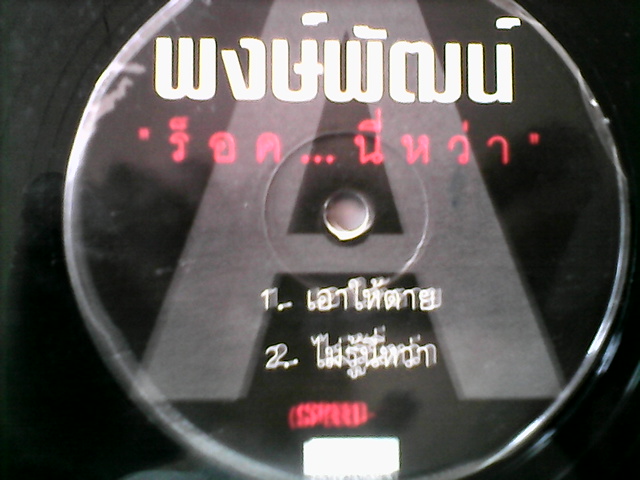 พงษ์พัฒน์
"ร็อค...นี่หว่า"
A
1. เอาให้ตาย
2. ไม่รู้นี่หว่า